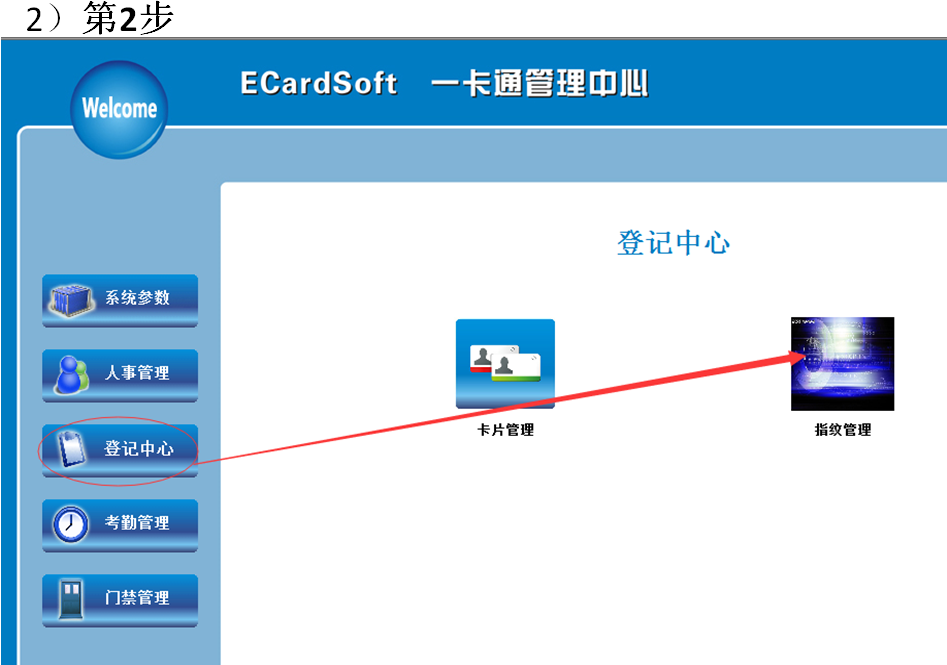 2）第2步
Welcome
ECardSoft 一卡通管理中心
登记中心
系统参数
人事管理
登记中心
考勤管理
门禁管理
卡片管理
指纹管理